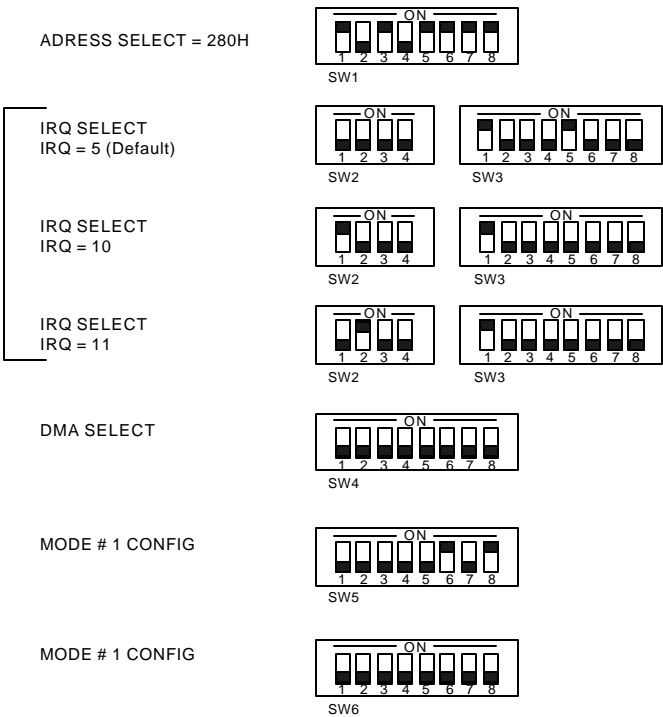 ADRESS SELECT = 280H
ON
1 2 3 4 5 6 7 8
SW1
IRQ SELECT
IRQ = 5 (Default)
ON
1 2 3 4
SW2
ON
1 2 3 4 5 6 7 8
SW3
IRQ SELECT
IRQ = 10
ON
1 2 3 4
SW2
ON
1 2 3 4 5 6 7 8
SW3
IRQ SELECT
IRQ = 11
ON
1 2 3 4
SW2
ON
1 2 3 4 5 6 7 8
SW3
DMA SELECT
ON
1 2 3 4 5 6 7 8
SW4
MODE # 1 CONFIG
ON
1 2 3 4 5 6 7 8
SW5
MODE # 1 CONFIG
ON
1 2 3 4 5 6 7 8
SW6